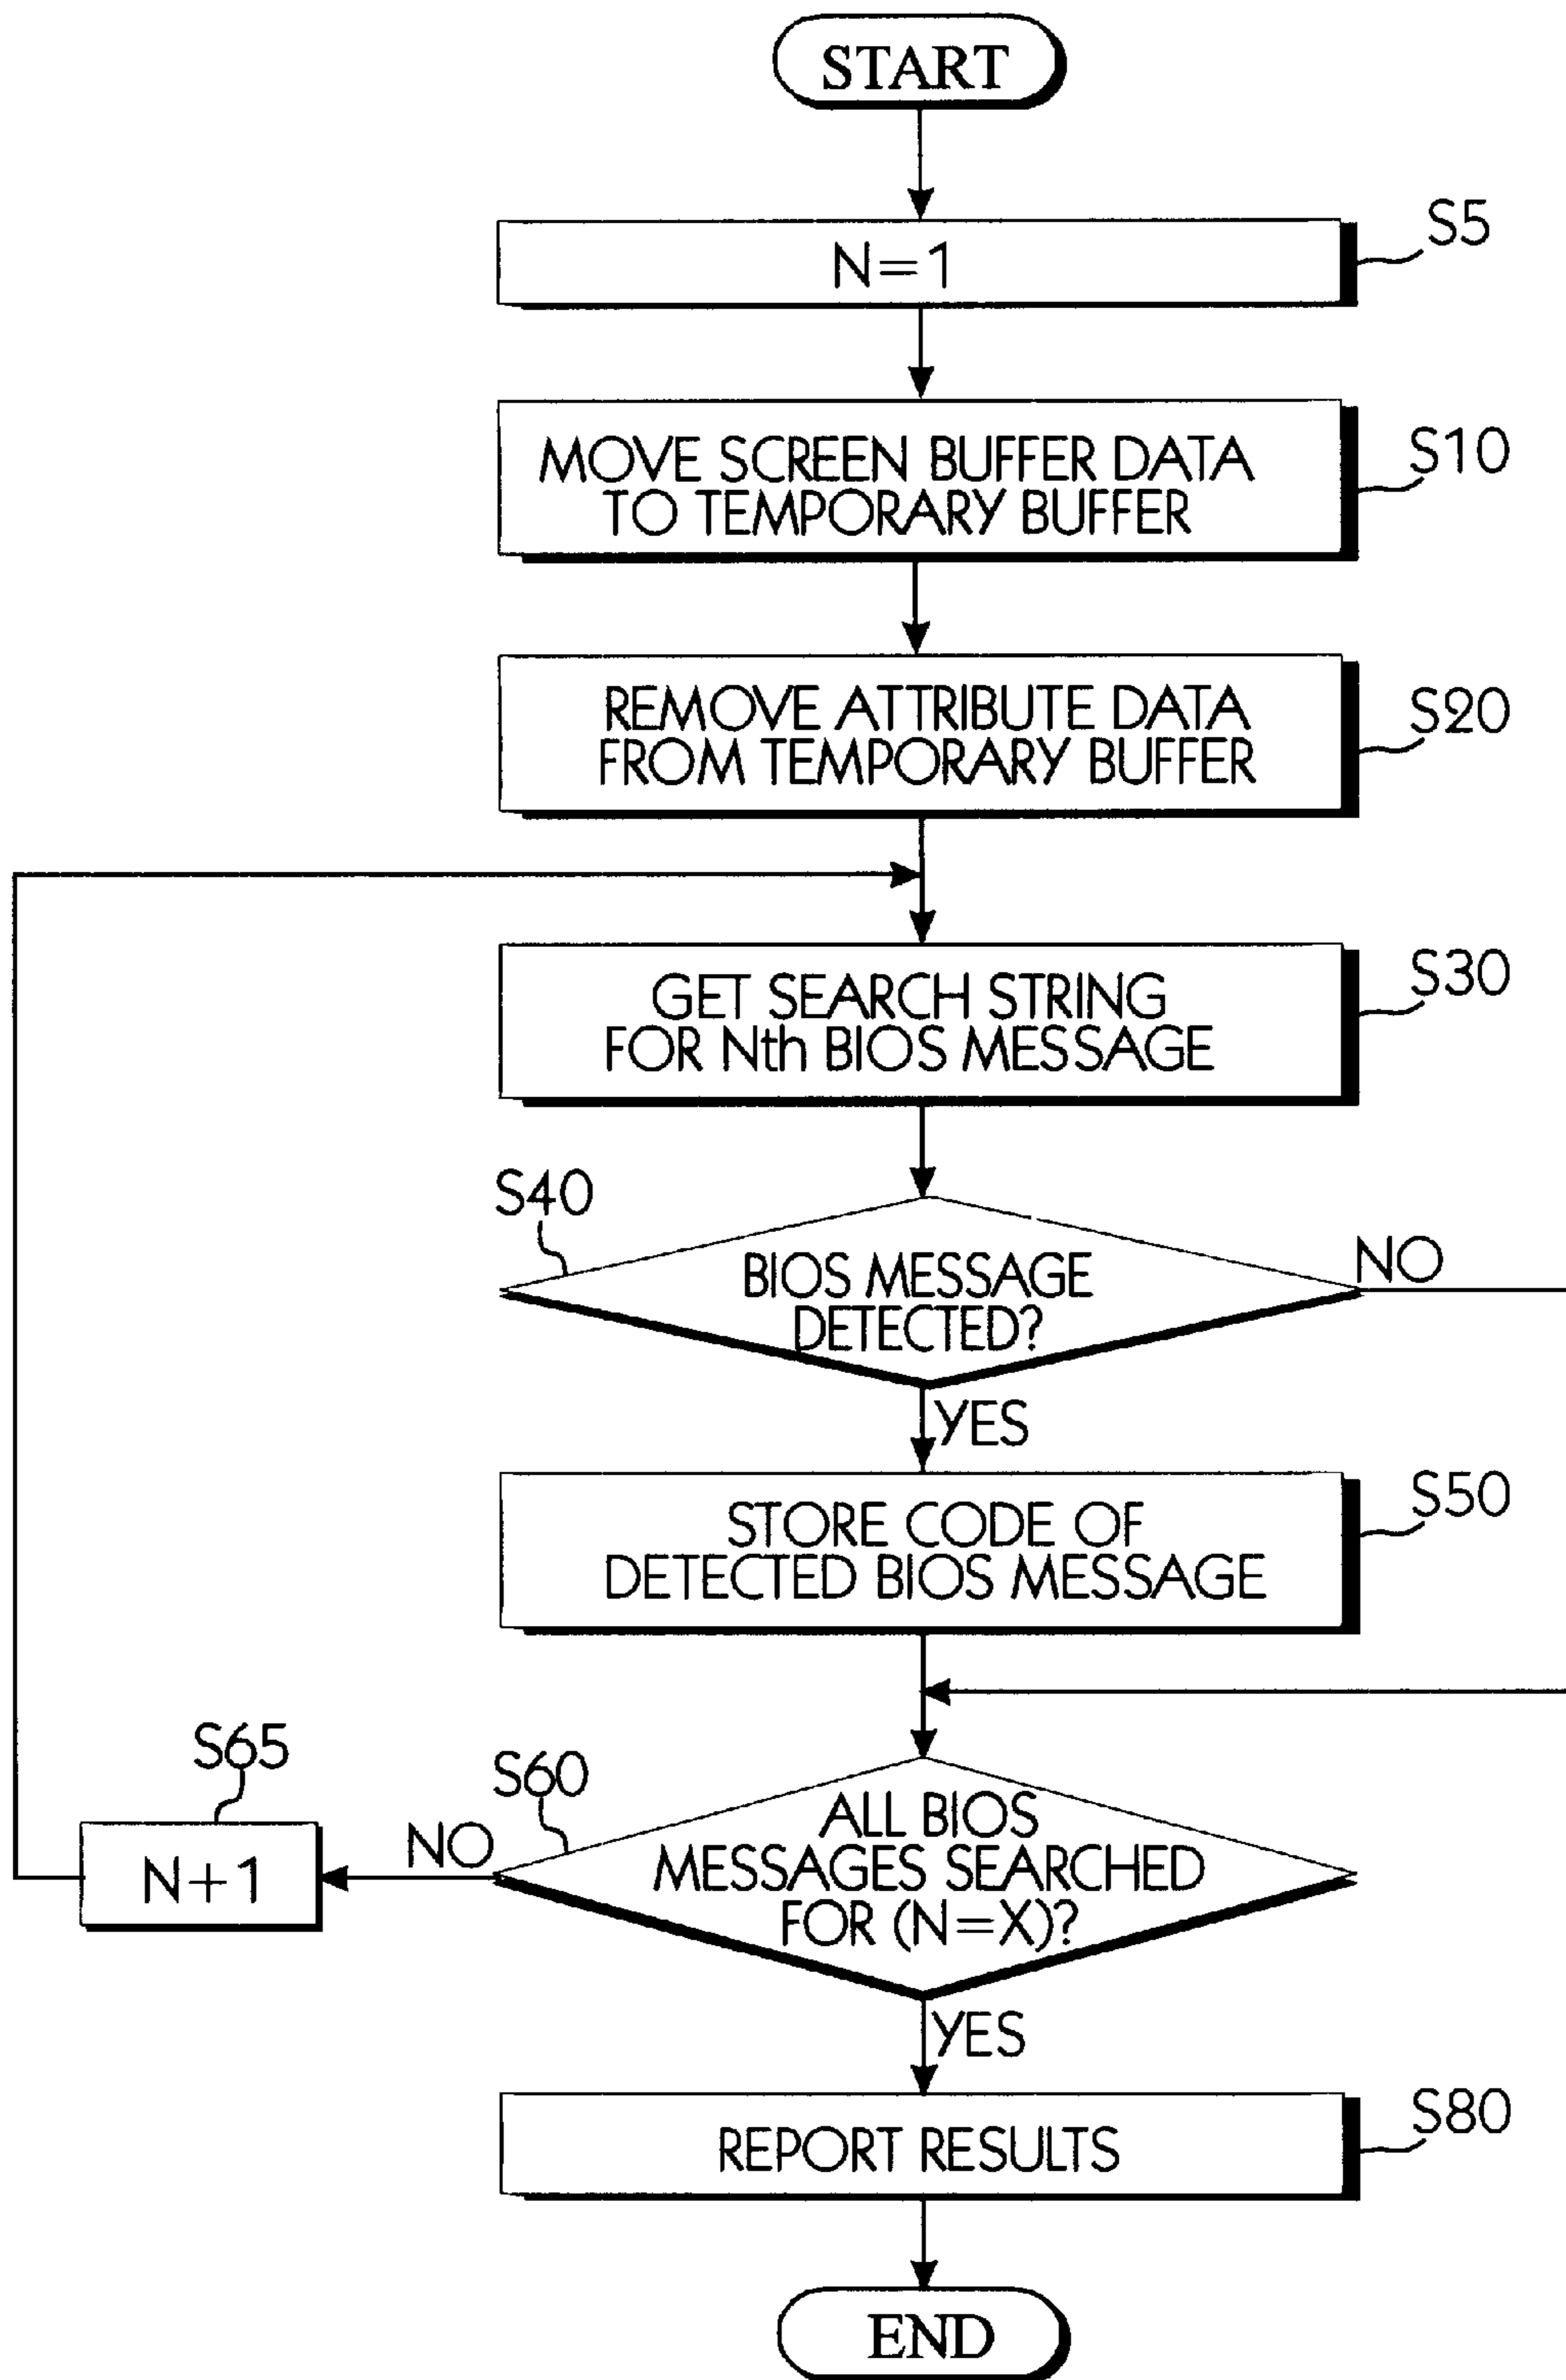 START
N=1
S5
MOVE SCREEN BUFFER DATA
TO TEMPORARY BUFFER
S10
REMOVE ATTRIBUTE DATA
FROM TEMPORARY BUFFER
S20
GET SEARCH STRING
FOR Nth BIOS MESSAGE
S30
S40
BIOS MESSAGE
DETECTED?
NO
YES
STORE CODE OF
DETECTED BIOS MESSAGE
S50
S65
N+1
NO
S60
ALL BIOS
MESSAGES SEARCHED
FOR (N=X)?
YES
REPORT RESULTS
S80
END